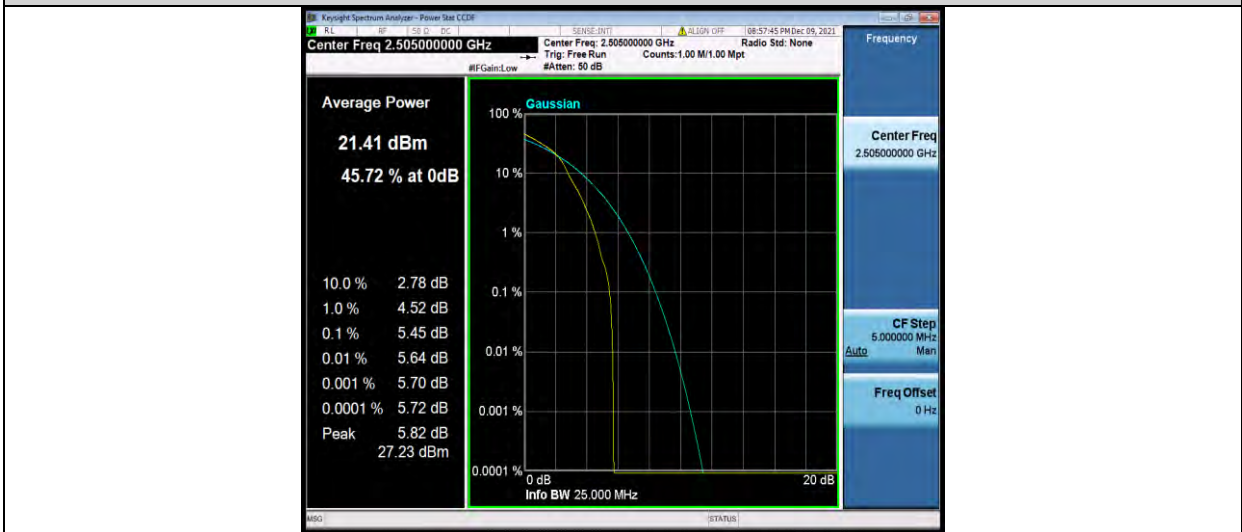 Keysight Spectrum Analyzer - Power Stat CCDF
RL RF 50 Ω DC SENSE:INT ALIGN OFF 08:57:45 PM Dec 09, 2021
Center Freq 2.505000000 GHz
Center Freq: 2.505000000 GHz Radio Std: None
Trig: Free Run Counts:1.00 M/1.00 Mpt
#IFGain:Low #Atten: 50 dB
Frequency
Average Power
21.41 dBm
45.72 % at 0dB
10.0 % 2.78 dB
1.0 % 4.52 dB
0.1 % 5.45 dB
0.01 % 5.64 dB
0.001 % 5.70 dB
0.0001 % 5.72 dB
Peak 5.82 dB
27.23 dBm
Gaussian
100 %
10 %
1 %
0.1 %
0.01 %
0.001 %
0.0001 %
0 dB 20 dB
Info BW 25.000 MHz
Center Freq
2.505000000 GHz
CF Step
5.000000 MHz
Auto Man
Freq Offset
0 Hz
MSG STATUS